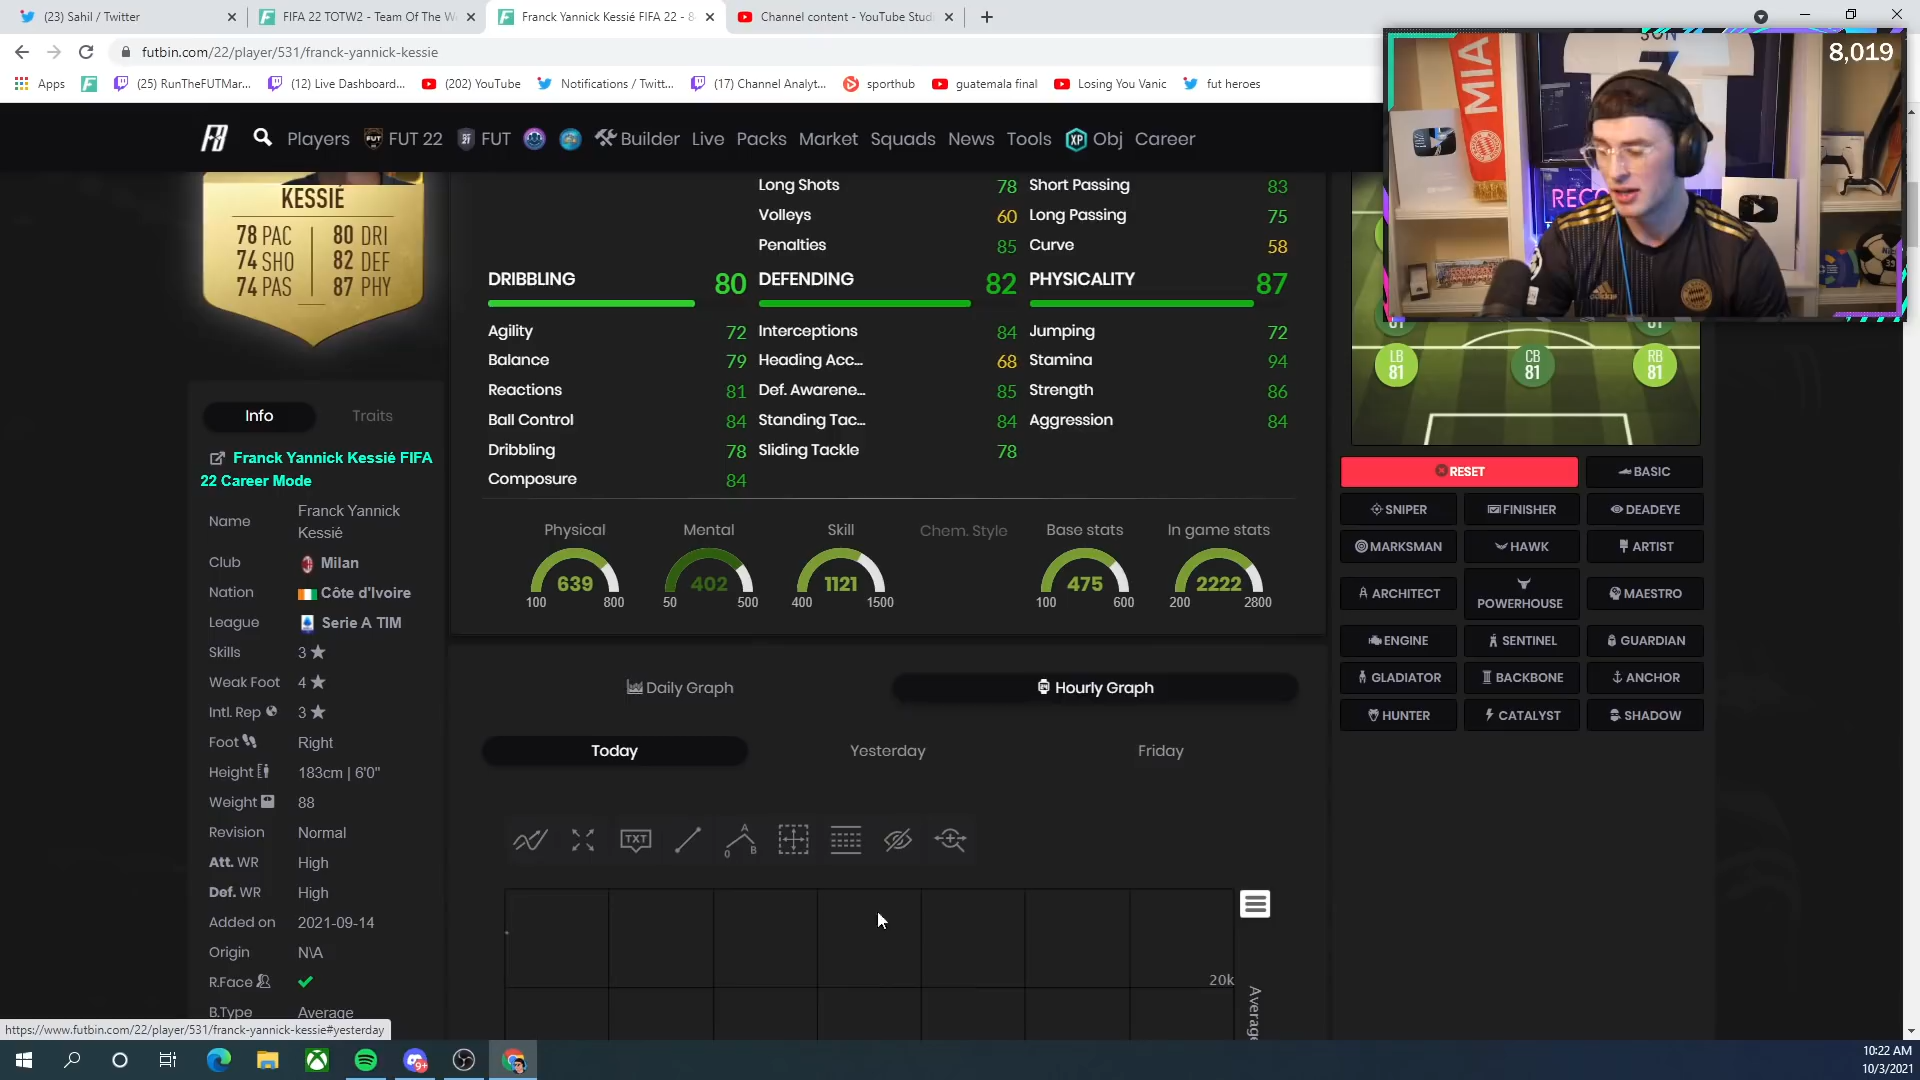 (23) Sahil / Twitter
FIFA 22 TOTW2 - Team Of The W
Franck Yannick Kessié FIFA 22 - 8
Channel content - YouTube Stud
futbin.com/22/player/531/franck-yannick-kessie
Apps
(25) RunTheFUTMar...
(12) Live Dashboard...
(202) YouTube
Notifications / Twitt...
(17) Channel Analyt...
sporthub
guatemala final
Losing You Vanic
fut heroes
8,019
SON
7
MIA
REC
Players
FUT 22
FUT
Builder
Live
Packs
Market
Squads
News
Tools
XP Obj
Career
KESSIÉ
78 PAC 80 DRI
74 SHO 82 DEF
74 PAS 87 PHY
Long Shots 78 Short Passing 83
Volleys 60 Long Passing 75
Penalties 85 Curve 58
DRIBBLING 80 DEFENDING 82 PHYSICALITY 87
Agility 72 Interceptions 84 Jumping 72
Balance 79 Heading Acc... 68 Stamina 94
Reactions 81 Def. Awarene... 85 Strength 86
Ball Control 84 Standing Tac... 84 Aggression 84
Dribbling 78 Sliding Tackle 78
Composure 84
LB 81
CB 81
RB 81
Physical Mental Skill Chem. Style Base stats In game stats
639 402 1121 475 2222
100 800 50 500 400 1500 100 600 200 2800
Info Traits
Franck Yannick Kessié FIFA
22 Career Mode
Name Franck Yannick
Kessié
Club Milan
Nation Côte d'Ivoire
League Serie A TIM
Skills 3
Weak Foot 4
Intl. Rep 3
Foot Right
Height 183cm | 6'0"
Weight 88
Revision Normal
Att. WR High
Def. WR High
Added on 2021-09-14
Origin N\A
R.Face
B.Type Average
Daily Graph Hourly Graph
Today Yesterday Friday
TXT
A
0 B
20k
Average
RESET BASIC
SNIPER FINISHER DEADEYE
MARKSMAN HAWK ARTIST
ARCHITECT POWERHOUSE MAESTRO
ENGINE SENTINEL GUARDIAN
GLADIATOR BACKBONE ANCHOR
HUNTER CATALYST SHADOW
https://www.futbin.com/22/player/531/franck-yannick-kessie#yesterday
9+
10:22 AM
10/3/2021